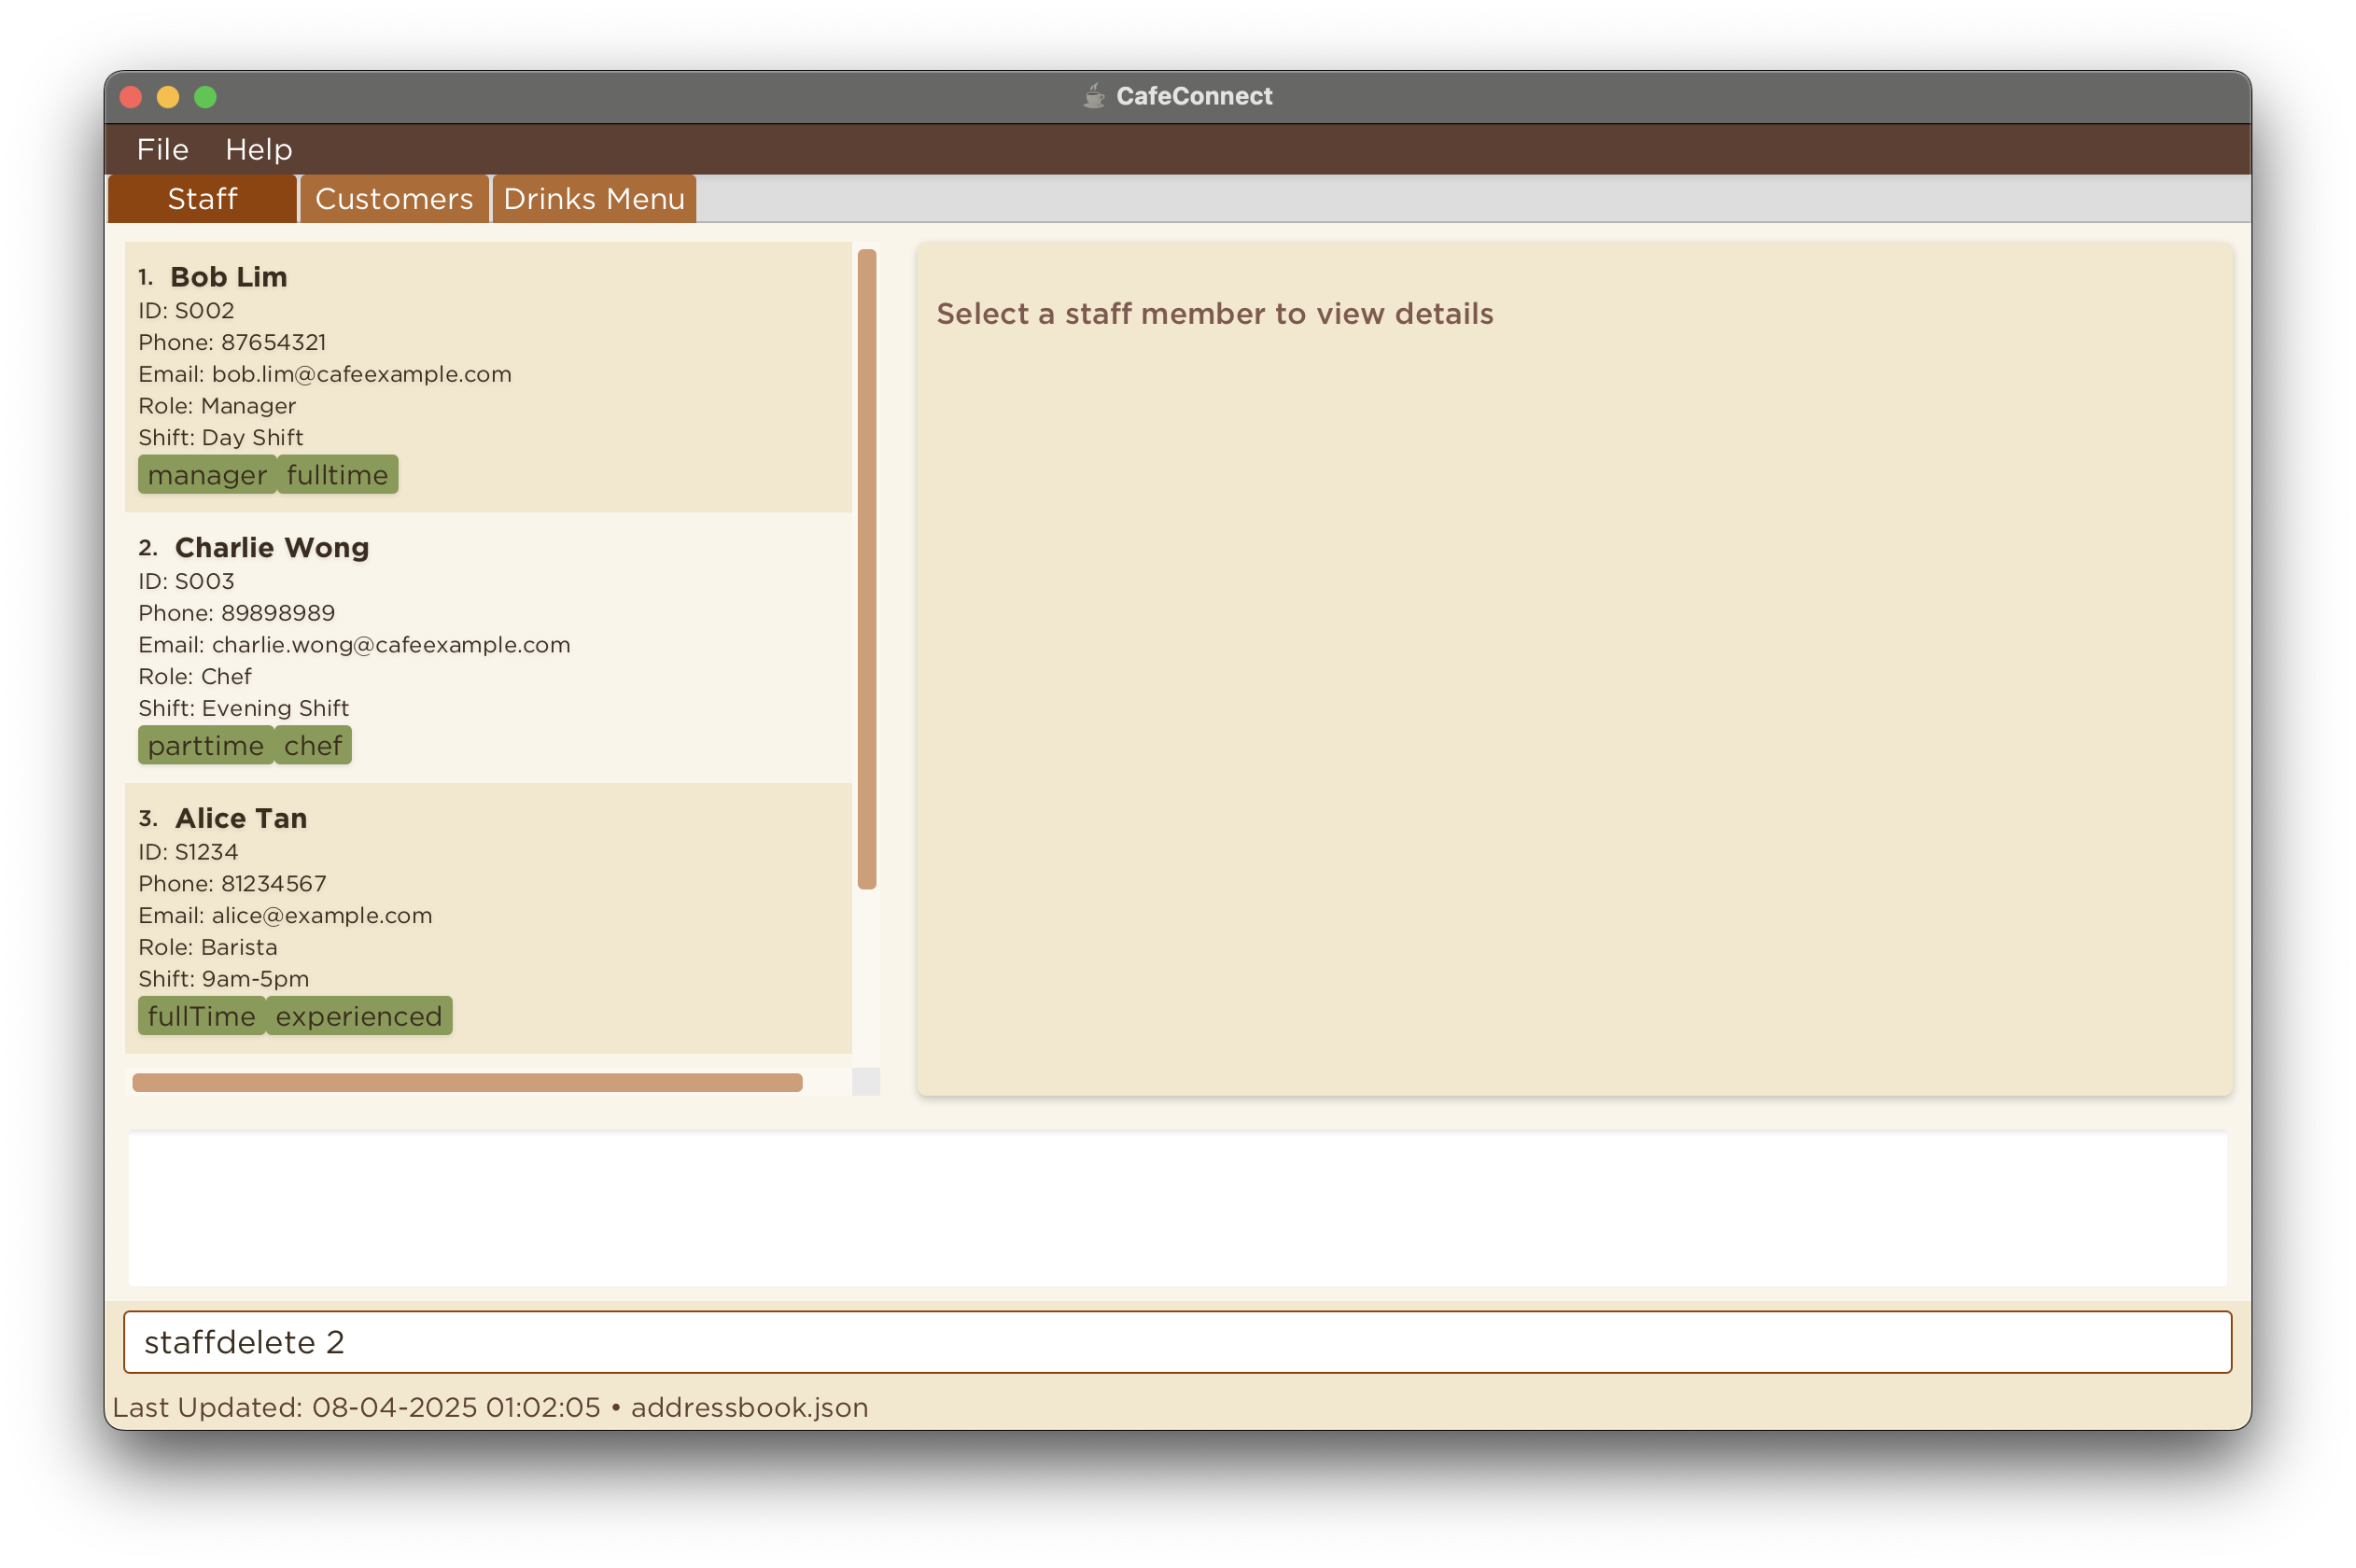 CafeConnect
File Help
Staff Customers Drinks Menu
1. Bob Lim
ID: S002
Phone: 87654321
Email: bob.lim@cafeexample.com
Role: Manager
Shift: Day Shift
manager fulltime
2. Charlie Wong
ID: S003
Phone: 89898989
Email: charlie.wong@cafeexample.com
Role: Chef
Shift: Evening Shift
parttime chef
3. Alice Tan
ID: S1234
Phone: 81234567
Email: alice@example.com
Role: Barista
Shift: 9am-5pm
fullTime experienced
Select a staff member to view details
staffdelete 2
Last Updated: 08-04-2025 01:02:05 • addressbook.json